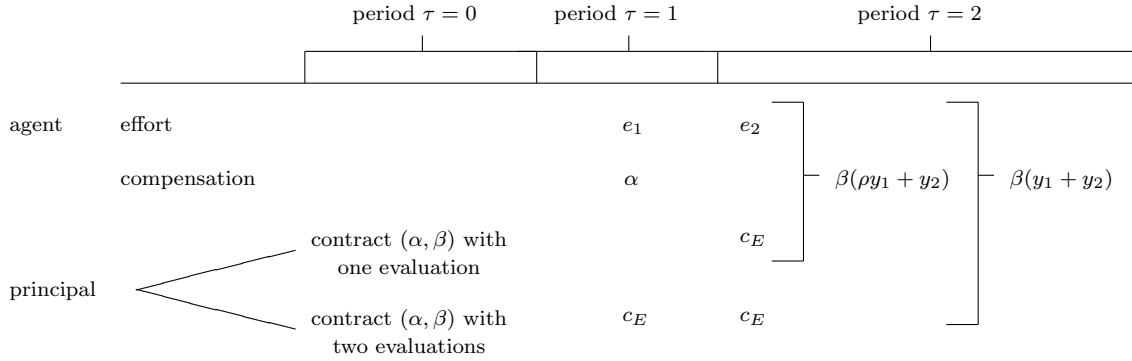 period τ = 0 period τ = 1 period τ = 2
agent effort e₁ e₂
compensation α β(ρy₁ + y₂) β(y₁ + y₂)
contract (α, β) with c_E
one evaluation
principal
contract (α, β) with c_E c_E
two evaluations